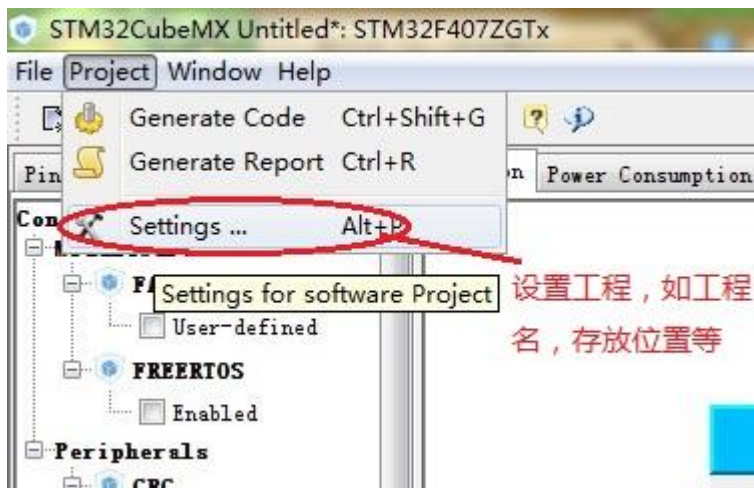 STM32CubeMX Untitled*: STM32F407ZGTx
File Project Window Help
Generate Code Ctrl+Shift+G
Generate Report Ctrl+R
Power Consumption
Settings ... Alt+P
Settings for software Project
设置工程，如工程
名，存放位置等
User-defined
FREERTOS
Enabled
Peripherals
CRC